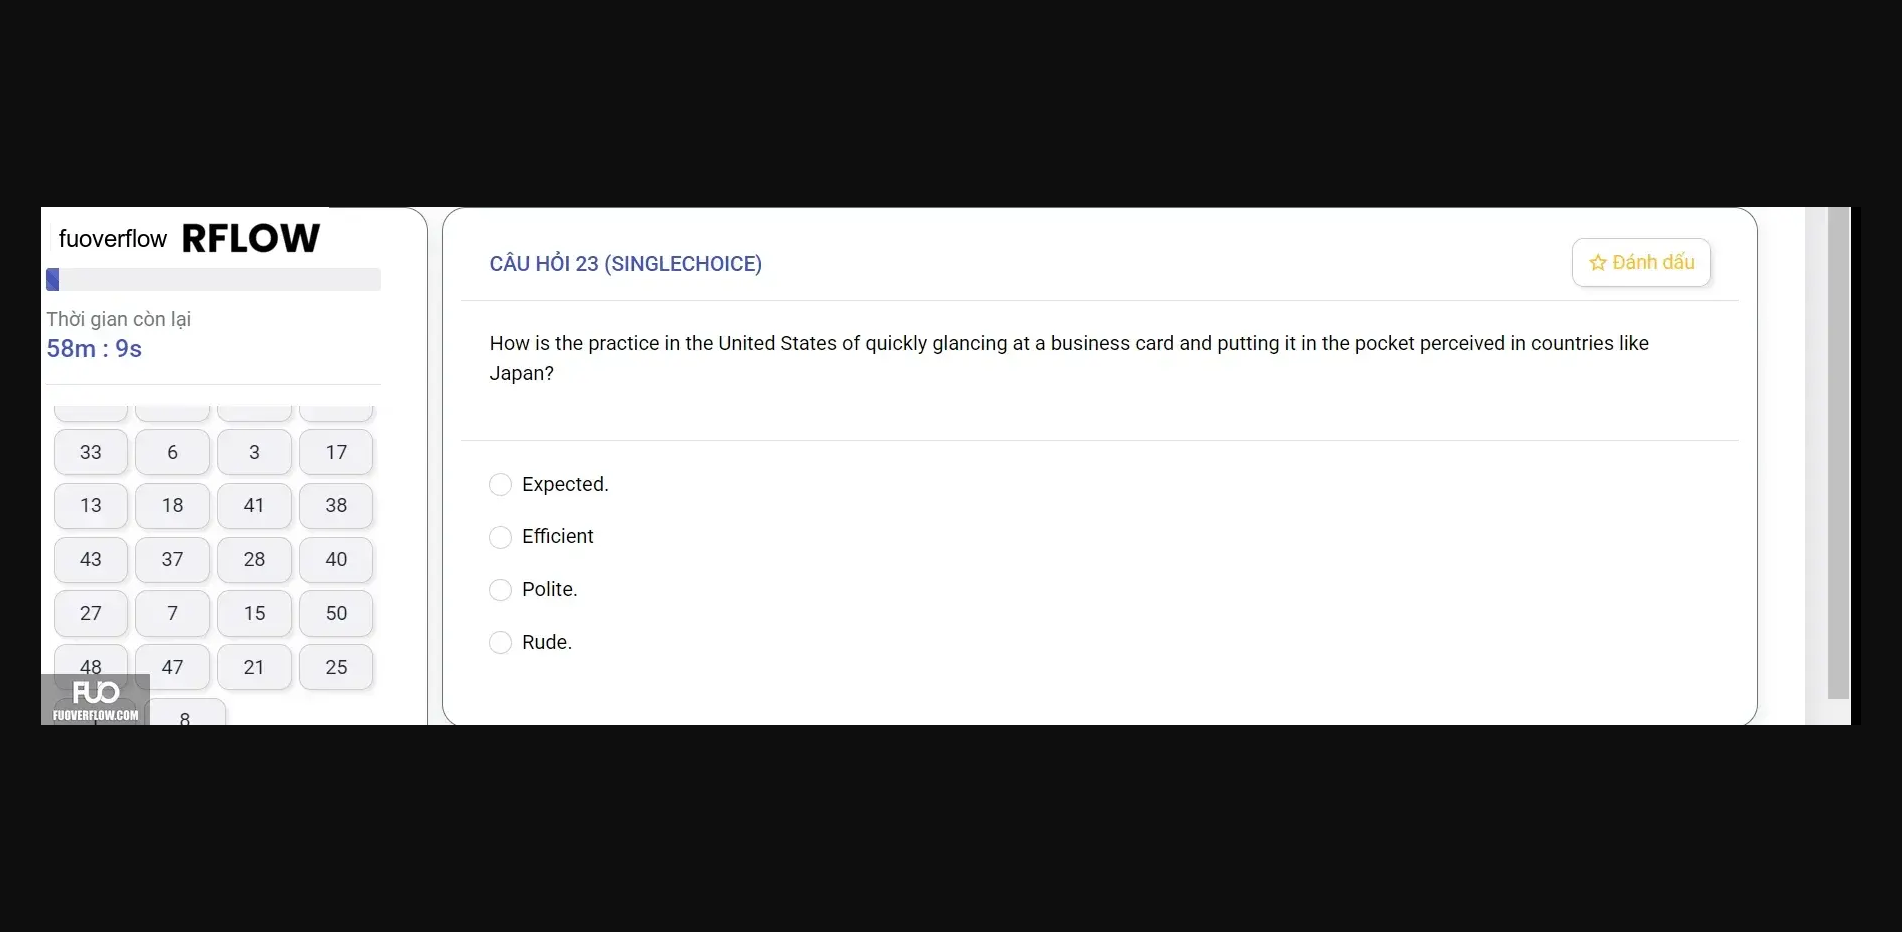 fuoverflow RFLOW
Thời gian còn lại
58m : 9s
33 6 3 17
13 18 41 38
43 37 28 40
27 7 15 50
48 47 21 25
8
FUO
FUOVERFLOW.COM
CÂU HỎI 23 (SINGLECHOICE)
Đánh dấu
How is the practice in the United States of quickly glancing at a business card and putting it in the pocket perceived in countries like
Japan?
Expected.
Efficient
Polite.
Rude.